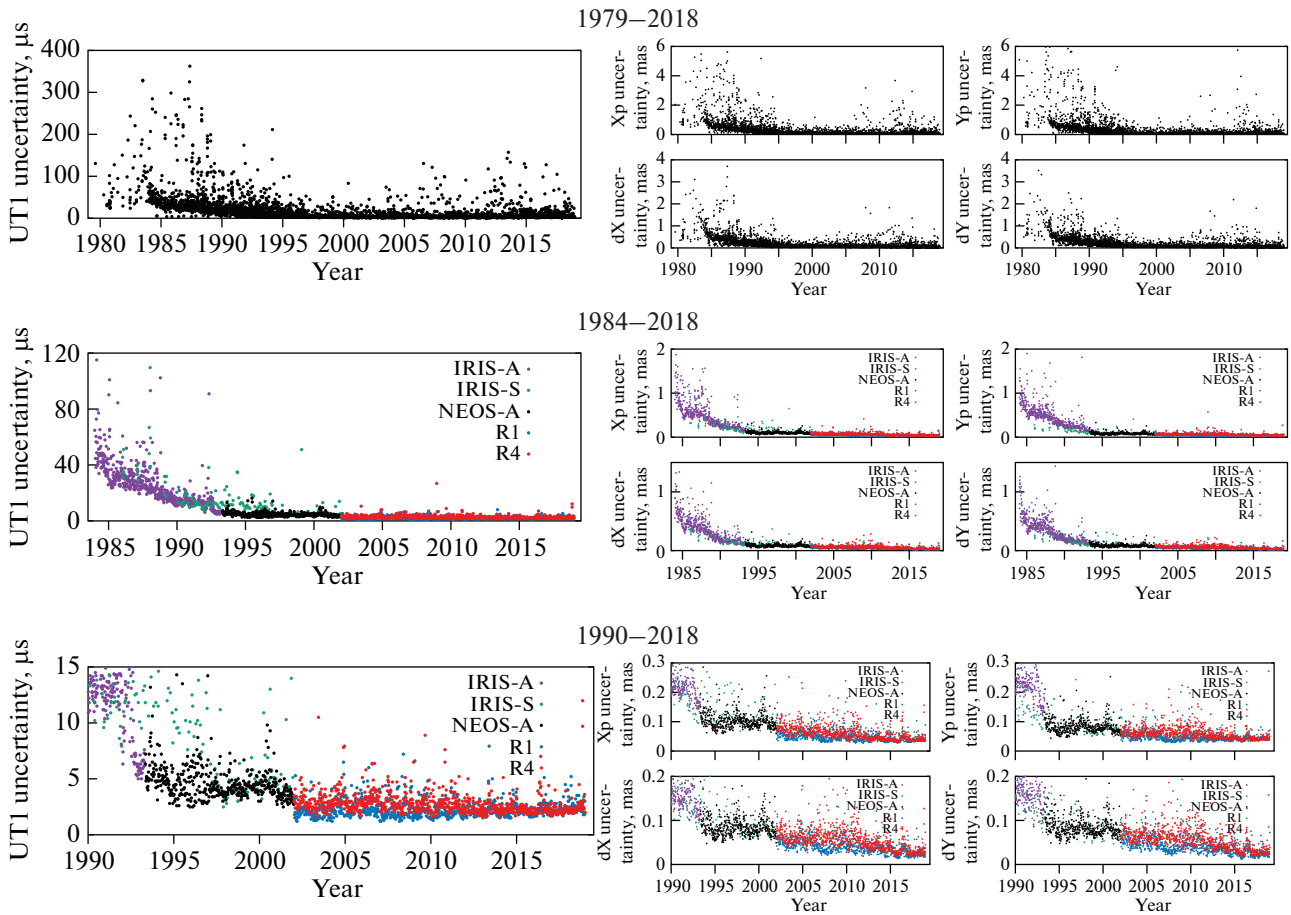 1979–2018
UT1 uncertainty, μs
400
300
200
100
0
1980 1985 1990 1995 2000 2005 2010 2015
Year
Xp uncer-
tainty, mas
6
4
2
0
dX uncer-
tainty, mas
4
3
2
1
0
1980 1990 2000 2010
Year
Yp uncer-
tainty, mas
6
4
2
0
dY uncer-
tainty, mas
4
3
2
1
0
1980 1990 2000 2010
Year
1984–2018
UT1 uncertainty, μs
120
80
40
0
IRIS-A
IRIS-S
NEOS-A
R1
R4
1985 1990 1995 2000 2005 2010 2015
Year
Xp uncer-
tainty, mas
2
1
0
IRIS-A
IRIS-S
NEOS-A
R1
R4
dX uncer-
tainty, mas
1
0
IRIS-A
IRIS-S
NEOS-A
R1
R4
1985 1995 2005 2015
Year
Yp uncer-
tainty, mas
2
1
0
IRIS-A
IRIS-S
NEOS-A
R1
R4
dY uncer-
tainty, mas
1
0
IRIS-A
IRIS-S
NEOS-A
R1
R4
1985 1995 2005 2015
Year
1990–2018
UT1 uncertainty, μs
15
10
5
0
IRIS-A
IRIS-S
NEOS-A
R1
R4
1990 1995 2000 2005 2010 2015
Year
Xp uncer-
tainty, mas
0.3
0.2
0.1
0
IRIS-A
IRIS-S
NEOS-A
R1
R4
dX uncer-
tainty, mas
0.2
0.1
0
IRIS-A
IRIS-S
NEOS-A
R1
R4
1990 1995 2000 2005 2010 2015
Year
Yp uncer-
tainty, mas
0.3
0.2
0.1
0
IRIS-A
IRIS-S
NEOS-A
R1
R4
dY uncer-
tainty, mas
0.2
0.1
0
IRIS-A
IRIS-S
NEOS-A
R1
R4
1990 1995 2000 2005 2010 2015
Year